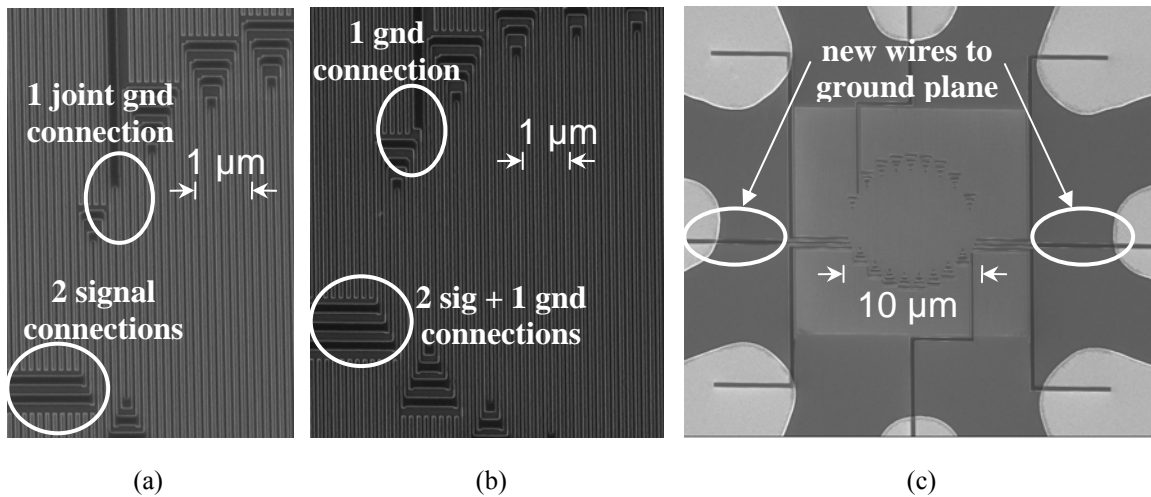 1 joint gnd
connection
1 µm
2 signal
connections
1 gnd
connection
1 µm
2 sig + 1 gnd
connections
new wires to
ground plane
10 µm
(a)
(b)
(c)